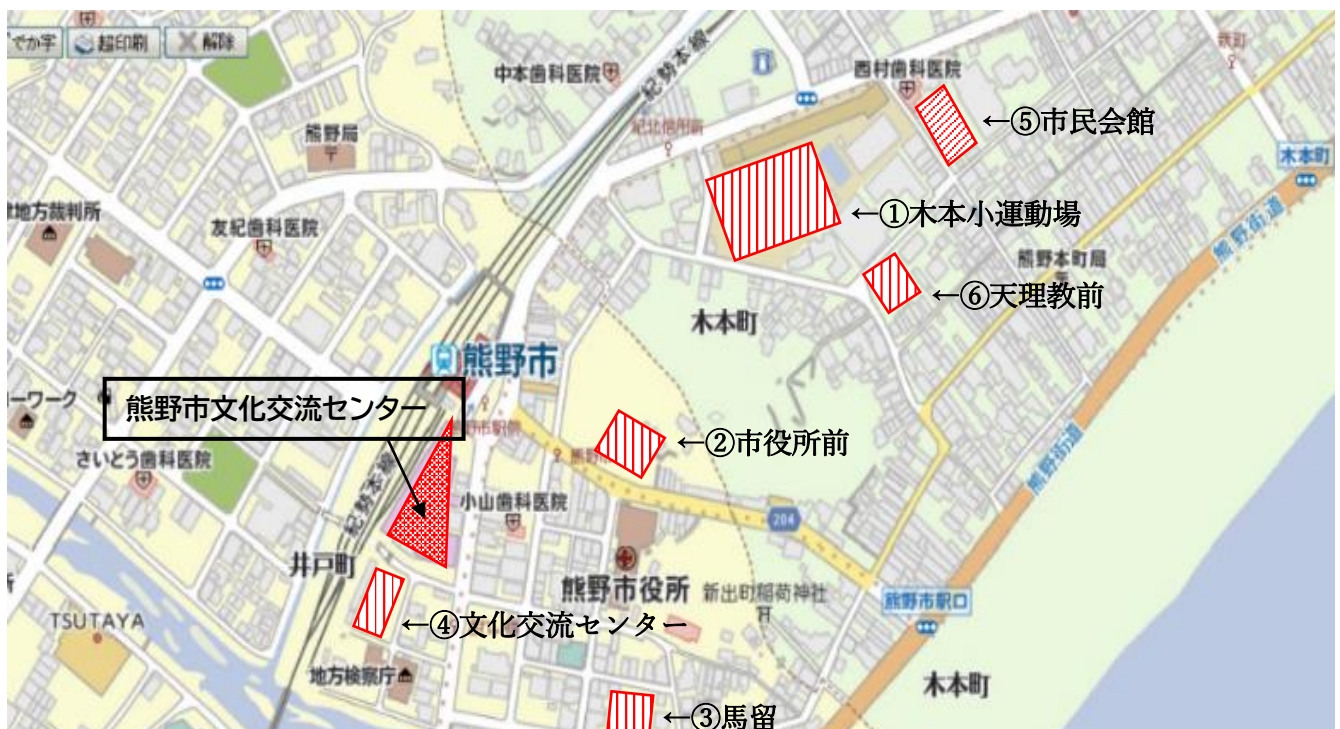 でか字
超印刷
解除
中本歯科医院
紀勢本線
西村歯科医院
←⑤市民会館
熊野局
紀北信用前
木本町
地方裁判所
友紀歯科医院
←①木本小運動場
熊野街道
熊野本町局
←⑥天理教前
木本町
熊野市
ーワーク
熊野市文化交流センター
熊野市駅前
←②市役所前
さいとう歯科医院
熊野街道
紀勢本線
小山歯科医院
204
井戸町
熊野市役所
新出町稲荷神社
熊野市駅口
TSUTAYA
←④文化交流センター
地方検察庁
木本町
←③馬留